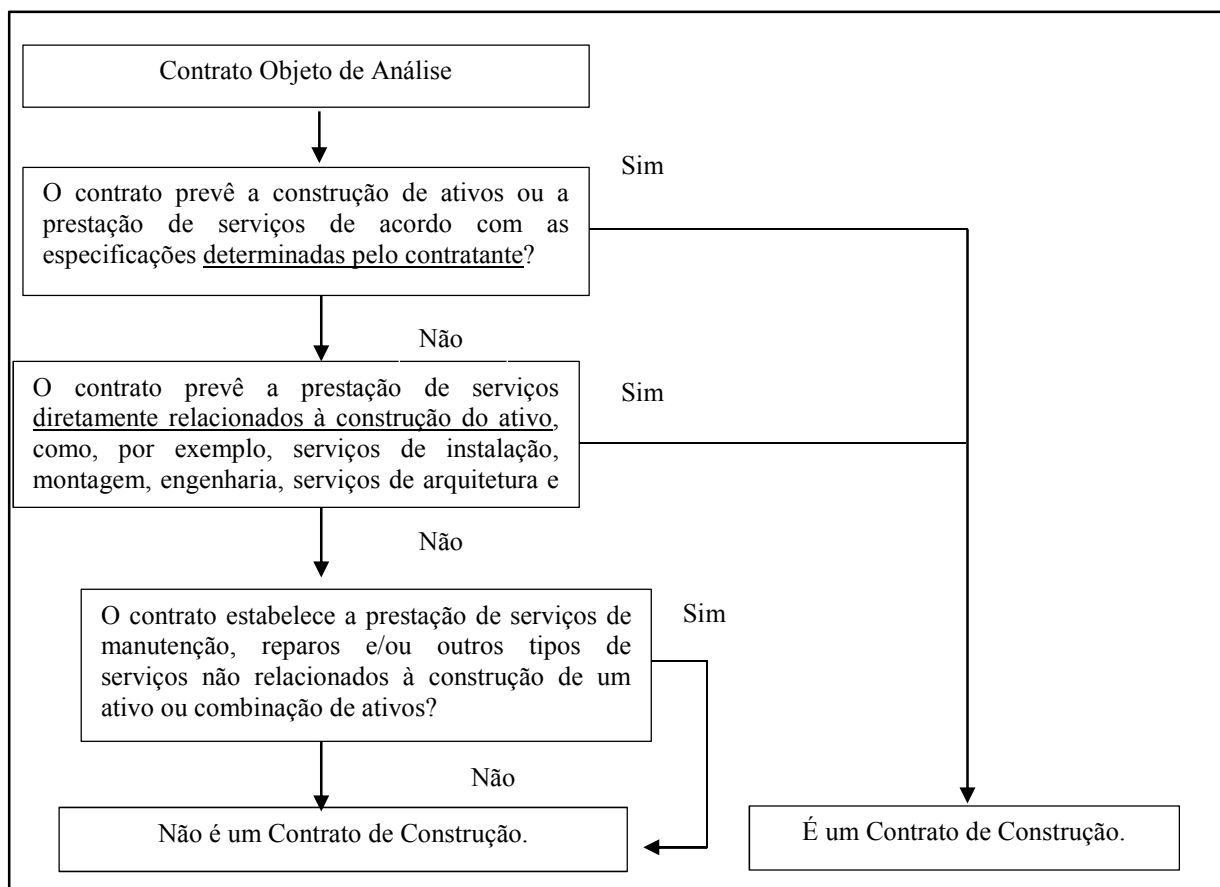 Contrato Objeto de Análise
Sim
O contrato prevê a construção de ativos ou a
prestação de serviços de acordo com as
especificações determinadas pelo contratante?
Não
O contrato prevê a prestação de serviços
diretamente relacionados à construção do ativo,
como, por exemplo, serviços de instalação,
montagem, engenharia, serviços de arquitetura e
Sim
Não
O contrato estabelece a prestação de serviços de
manutenção, reparos e/ou outros tipos de
serviços não relacionados à construção de um
ativo ou combinação de ativos?
Sim
Não
Não é um Contrato de Construção.
É um Contrato de Construção.